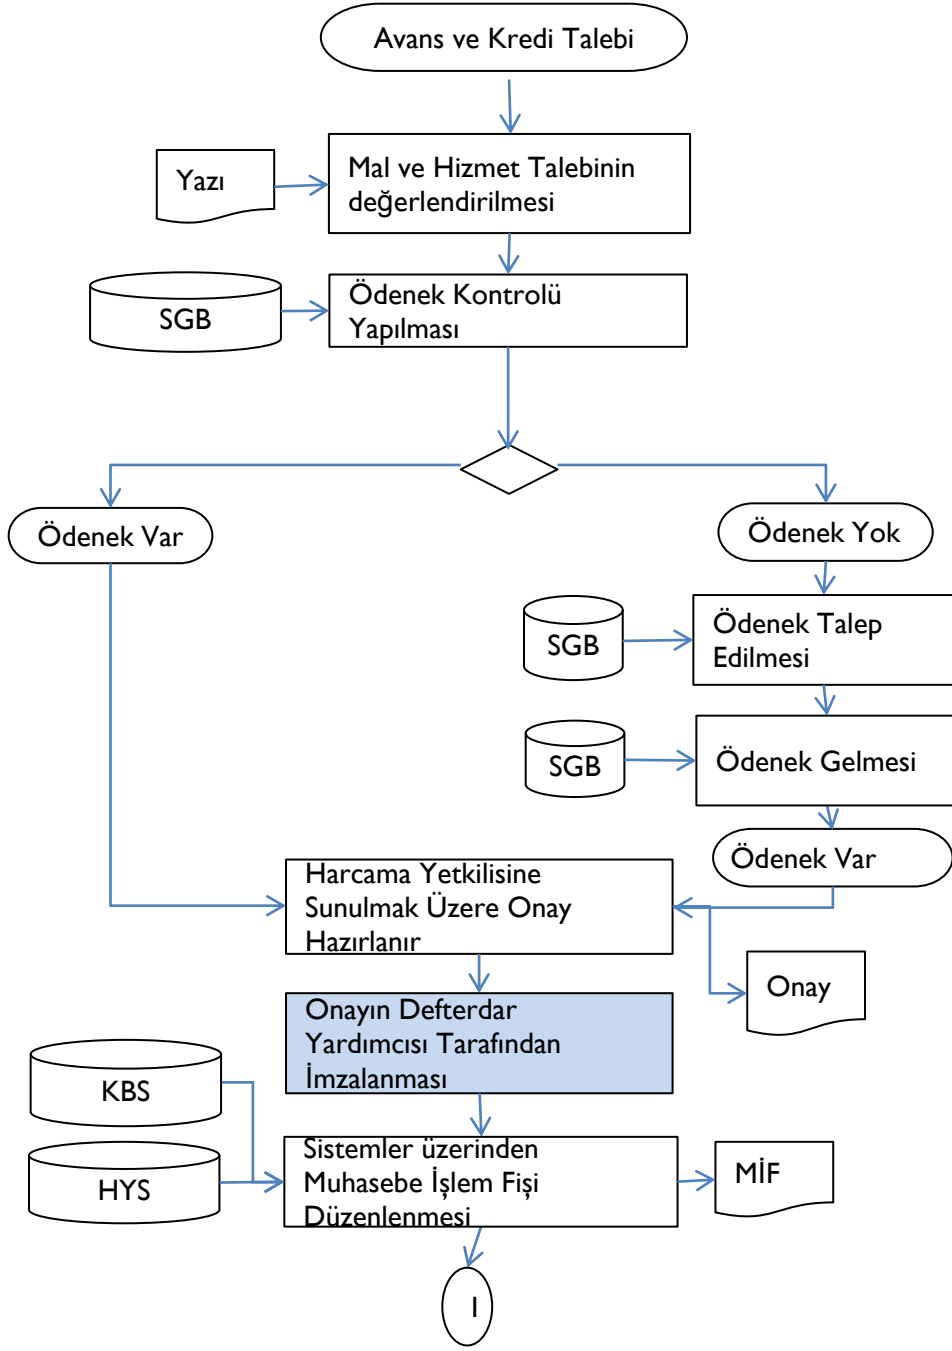 Avans ve Kredi Talebi
Yazı
Mal ve Hizmet Talebinin
değerlendirilmesi
SGB
Ödenek Kontrolü
Yapılması
Ödenek Var
Ödenek Yok
SGB
Ödenek Talep
Edilmesi
SGB
Ödenek Gelmesi
Ödenek Var
Harcama Yetkilisine
Sunulmak Üzere Onay
Hazırlanır
Onay
Onayın Defterdar
Yardımcısı Tarafından
İmzalanması
KBS
HYS
Sistemler üzerinden
Muhasebe İşlem Fişi
Düzenlenmesi
MİF
1